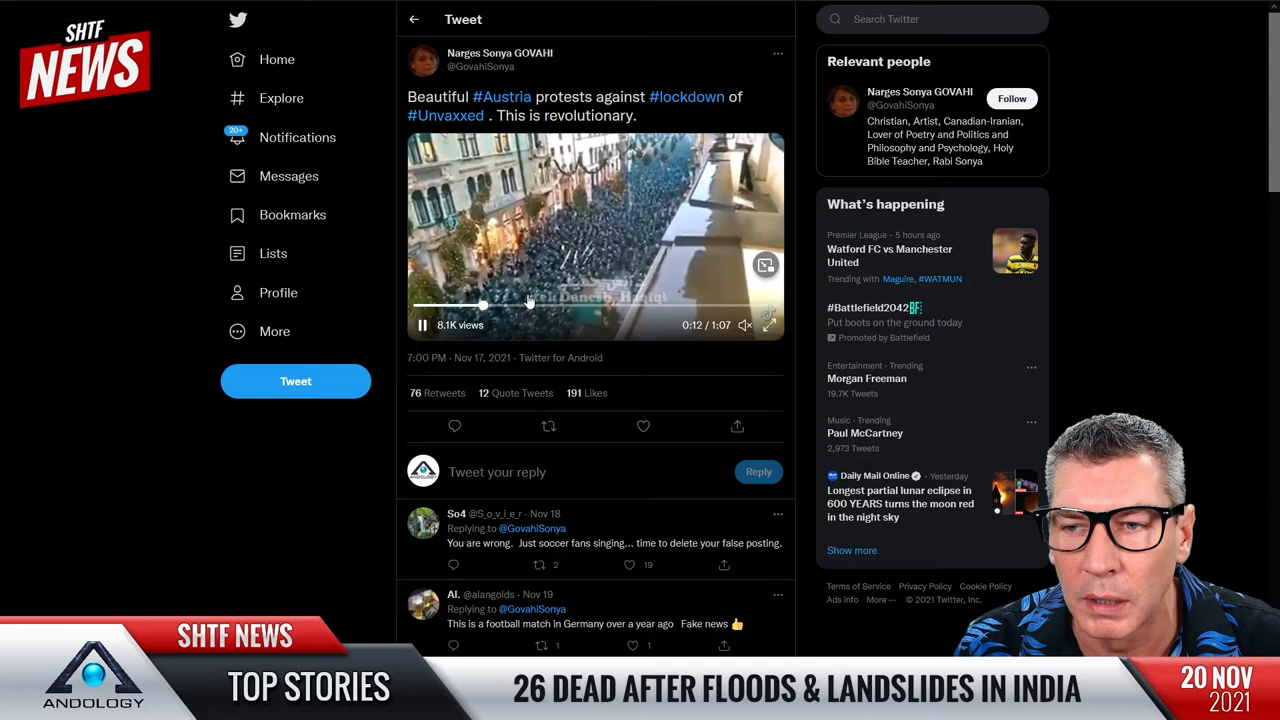 SHTF
NEWS
Home
Explore
20+
Notifications
Messages
Bookmarks
Lists
Profile
More
Tweet
Tweet
Narges Sonya GOVAHI
@GovahiSonya
Beautiful #Austria protests against #lockdown of
#Unvaxxed . This is revolutionary.
Danesh, Haqiqi
8.1K views
0:12 / 1:07
7:00 PM · Nov 17, 2021 · Twitter for Android
76 Retweets 12 Quote Tweets 191 Likes
Tweet your reply
Reply
So4 @S_o_v_i_e_r · Nov 18
Replying to @GovahiSonya
You are wrong. Just soccer fans singing... time to delete your false posting.
2
19
Al. @alangolds · Nov 19
Replying to @GovahiSonya
This is a football match in Germany over a year ago Fake news 👍
1
1
Search Twitter
Relevant people
Narges Sonya GOVAHI
@GovahiSonya
Follow
Christian, Artist, Canadian-Iranian,
Lover of Poetry and Politics and
Philosophy and Psychology, Holy
Bible Teacher, Rabi Sonya
What's happening
Premier League · 5 hours ago
Watford FC vs Manchester
United
Trending with Maguire, #WATMUN
#Battlefield2042
Put boots on the ground today
Promoted by Battlefield
Entertainment · Trending
Morgan Freeman
19.7K Tweets
Music · Trending
Paul McCartney
2,973 Tweets
Daily Mail Online · Yesterday
Longest partial lunar eclipse in
600 YEARS turns the moon red
in the night sky
Show more
Terms of Service Privacy Policy Cookie Policy
Ads info More ··· © 2021 Twitter, Inc.
SHTF NEWS
ANDOLOGY
TOP STORIES
26 DEAD AFTER FLOODS & LANDSLIDES IN INDIA
20 NOV
2021